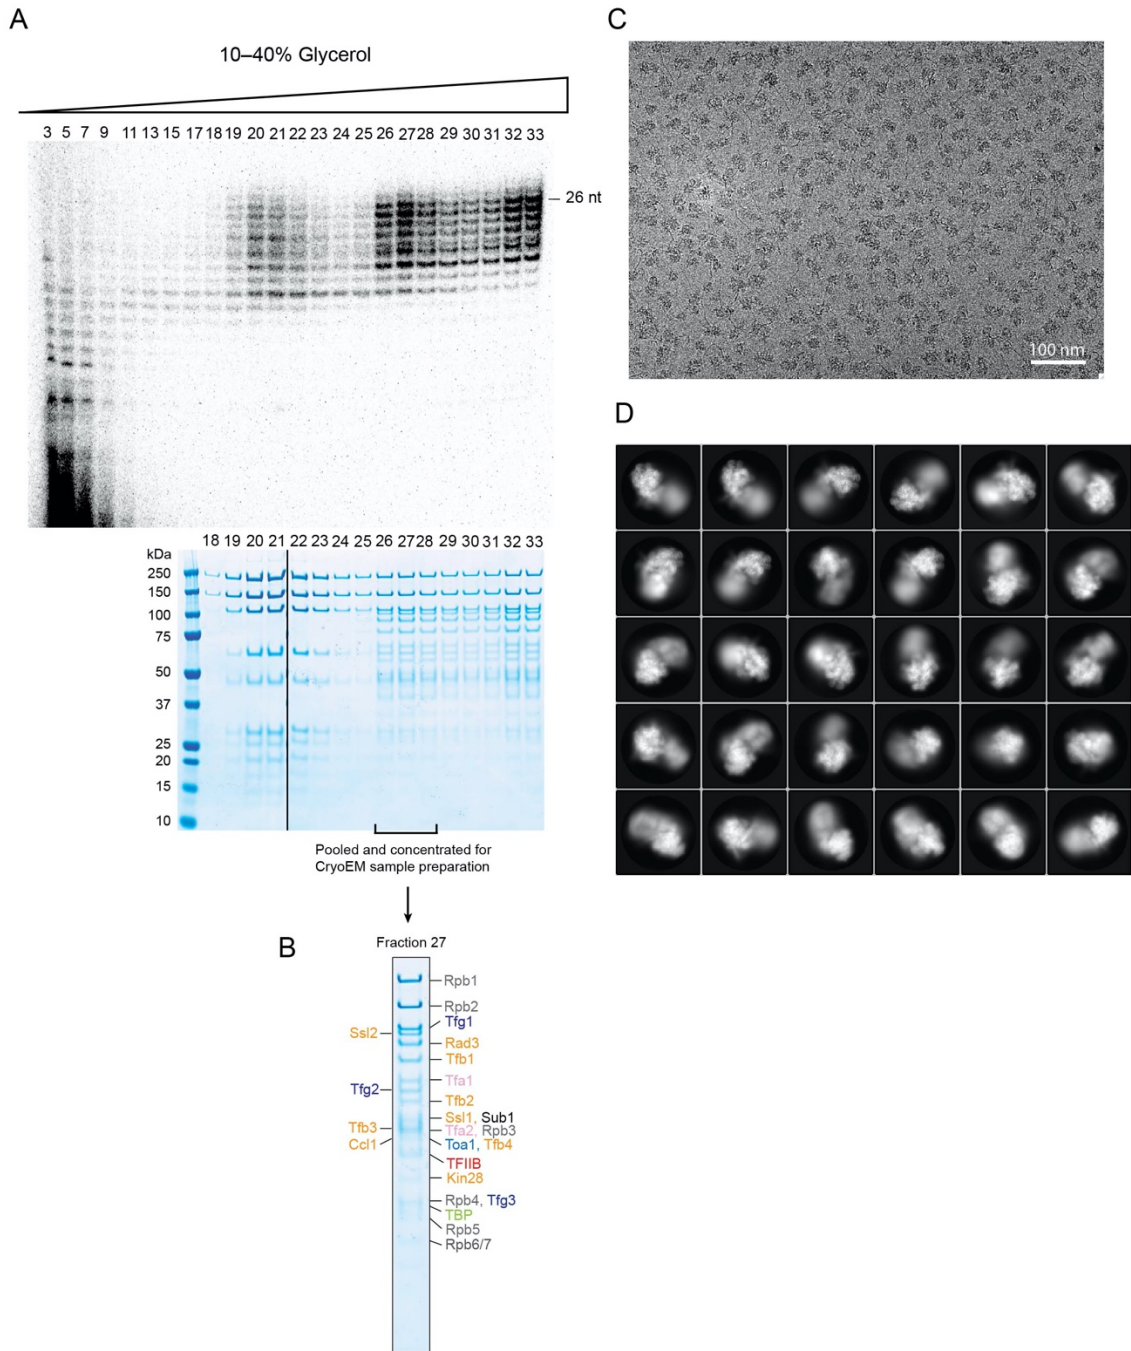 A
10–40% Glycerol
3 5 7 9 11 13 15 17 18 19 20 21 22 23 24 25 26 27 28 29 30 31 32 33
26 nt
18 19 20 21 22 23 24 25 26 27 28 29 30 31 32 33
kDa
250
150
100
75
50
37
25
20
15
10
Pooled and concentrated for
CryoEM sample preparation
B
Fraction 27
Rpb1
Rpb2
Tfg1
Ssl2
Rad3
Tfb1
Tfa1
Tfg2
Tfb2
Ssl1, Sub1
Tfb3
Tfa2, Rpb3
Ccl1
Toa1, Tfb4
TFIIB
Kin28
Rpb4, Tfg3
TBP
Rpb5
Rpb6/7
C
100 nm
D